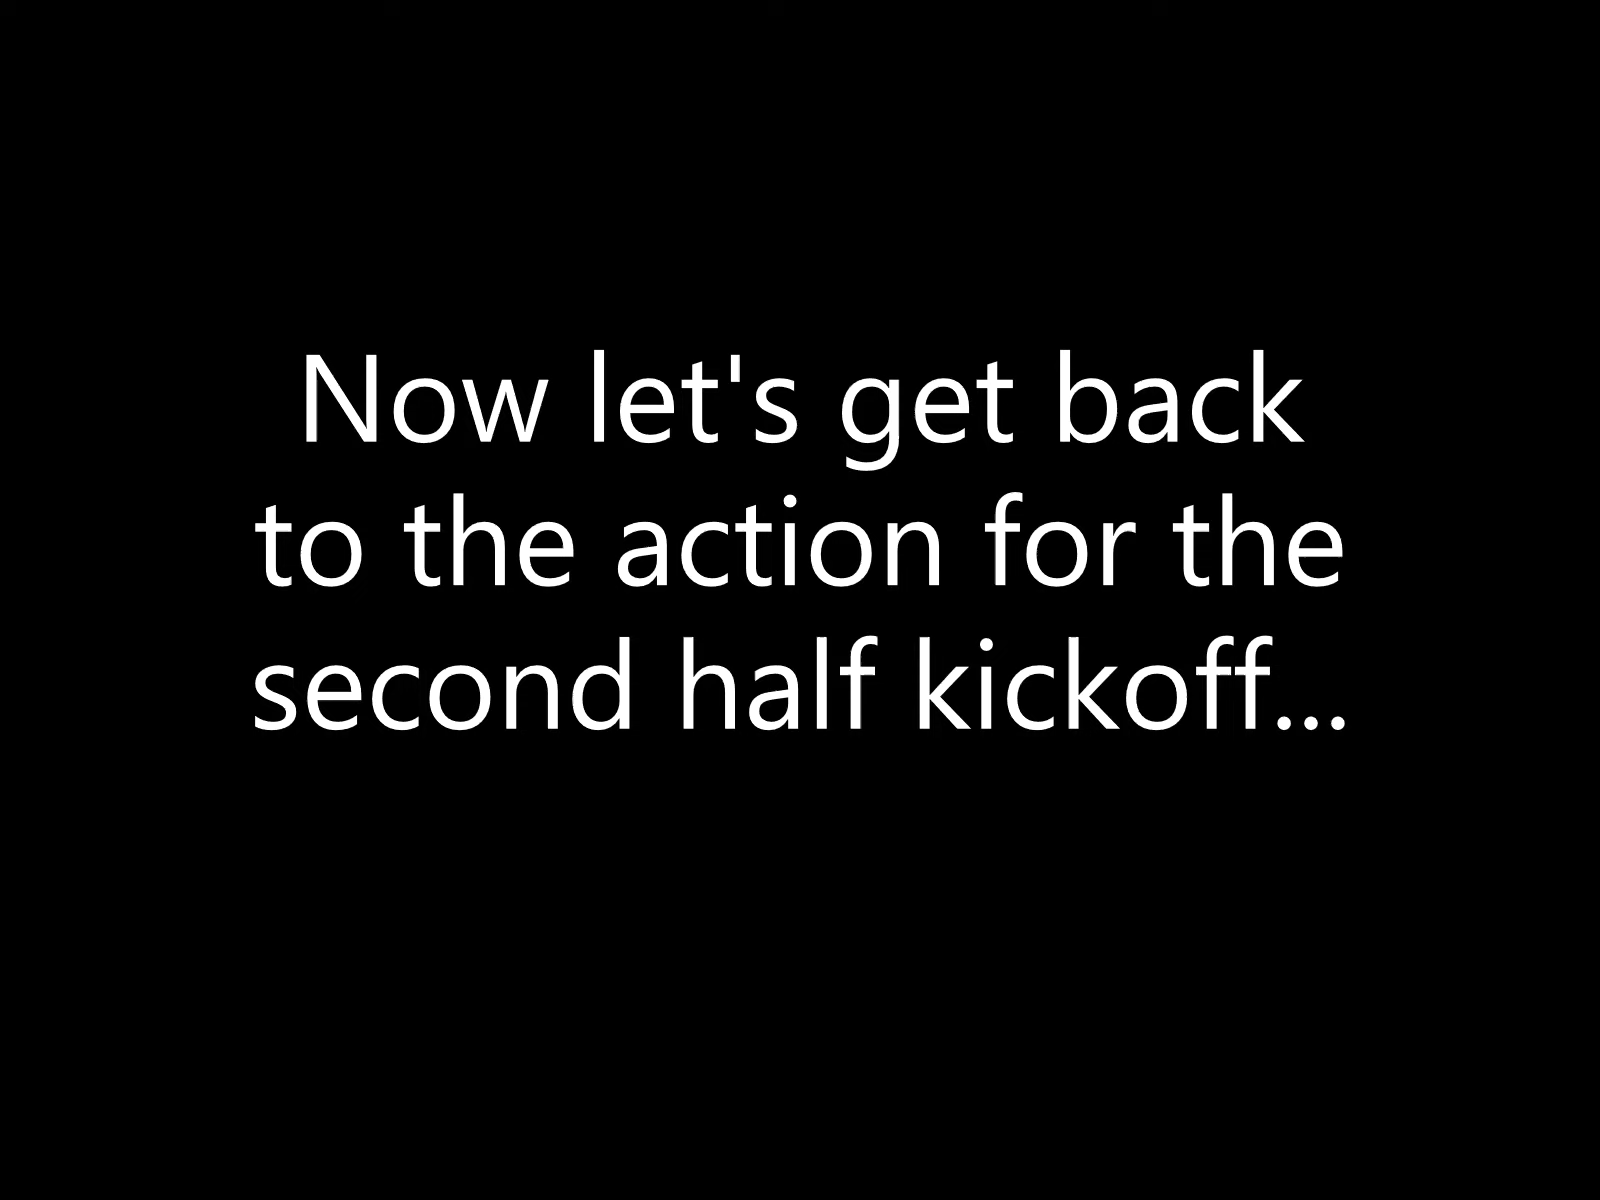 Now let's get back
to the action for the
second half kickoff...